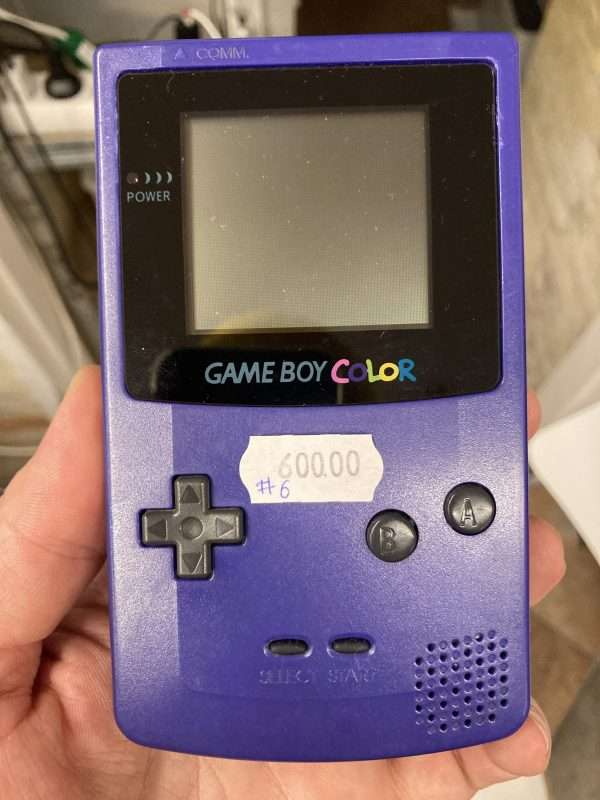 COMM.
POWER
GAME BOY COLOR
600.00
#6
B
A
SELECT START